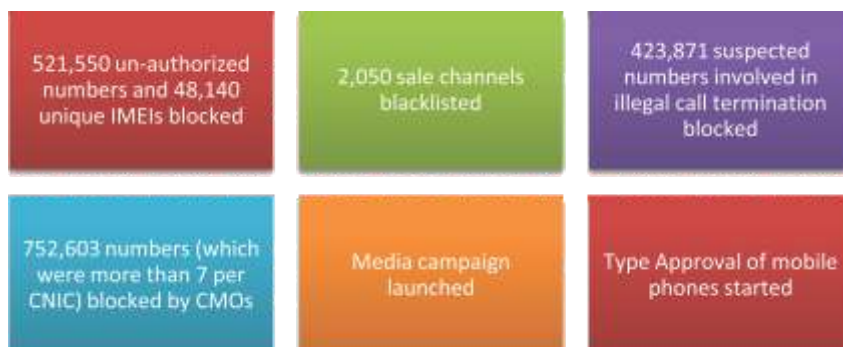 521,550 un-authorized
numbers and 48,140
unique IMEIs blocked
2,050 sale channels
blacklisted
423,871 suspected
numbers involved in
illegal call termination
blocked
752,603 numbers (which
were more than 7 per
CNIC) blocked by CMOs
Media campaign
launched
Type Approval of mobile
phones started